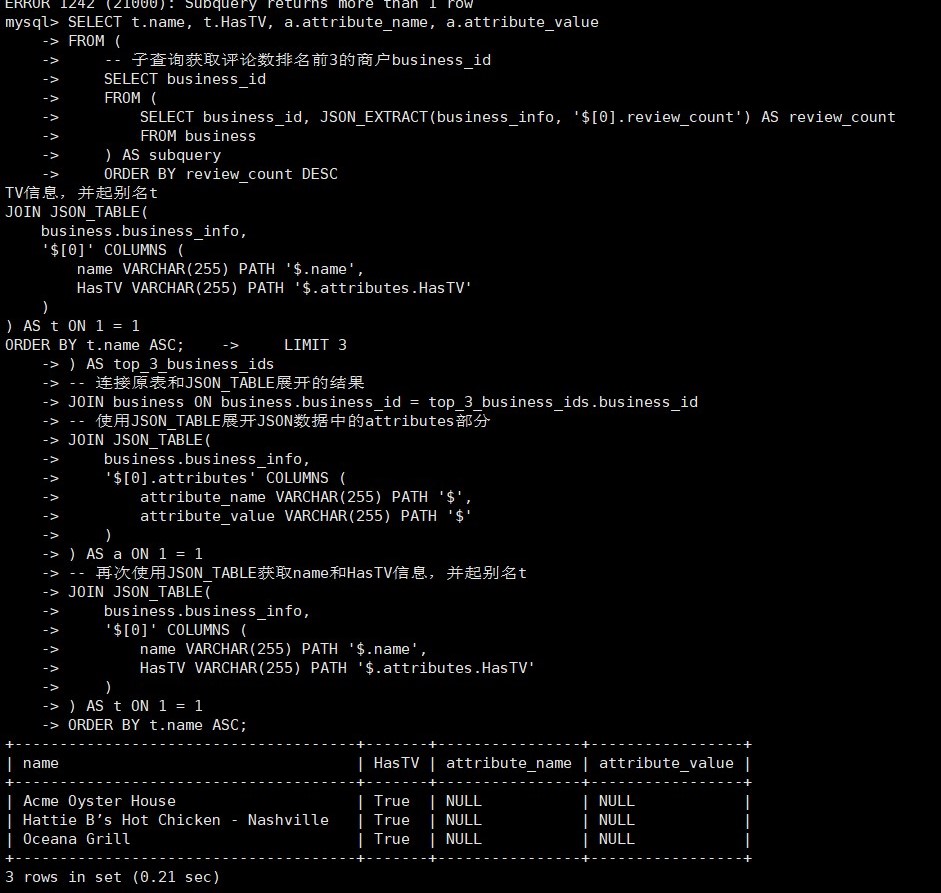 ERROR 1242 (21000): Subquery returns more than 1 row
mysql> SELECT t.name, t.HasTV, a.attribute_name, a.attribute_value
    -> FROM (
    ->     -- 子查询获取评论数排名前3的商户business_id
    ->     SELECT business_id
    ->     FROM (
    ->         SELECT business_id, JSON_EXTRACT(business_info, '$[0].review_count') AS review_count
    ->         FROM business
    ->     ) AS subquery
    ->     ORDER BY review_count DESC
TV信息，并起别名t
JOIN JSON_TABLE(
    business.business_info,
    '$[0]' COLUMNS (
        name VARCHAR(255) PATH '$.name',
        HasTV VARCHAR(255) PATH '$.attributes.HasTV'
    )
) AS t ON 1 = 1
ORDER BY t.name ASC;    ->     LIMIT 3
    -> ) AS top_3_business_ids
    -> -- 连接原表和JSON_TABLE展开的结果
    -> JOIN business ON business.business_id = top_3_business_ids.business_id
    -> -- 使用JSON_TABLE展开JSON数据中的attributes部分
    -> JOIN JSON_TABLE(
    ->     business.business_info,
    ->     '$[0].attributes' COLUMNS (
    ->         attribute_name VARCHAR(255) PATH '$',
    ->         attribute_value VARCHAR(255) PATH '$'
    ->     )
    -> ) AS a ON 1 = 1
    -> -- 再次使用JSON_TABLE获取name和HasTV信息，并起别名t
    -> JOIN JSON_TABLE(
    ->     business.business_info,
    ->     '$[0]' COLUMNS (
    ->         name VARCHAR(255) PATH '$.name',
    ->         HasTV VARCHAR(255) PATH '$.attributes.HasTV'
    ->     )
    -> ) AS t ON 1 = 1
    -> ORDER BY t.name ASC;
+--------------------------------------+-------+----------------+-----------------+
| name                                 | HasTV | attribute_name | attribute_value |
+--------------------------------------+-------+----------------+-----------------+
| Acme Oyster House                    | True  | NULL           | NULL            |
| Hattie B’s Hot Chicken - Nashville   | True  | NULL           | NULL            |
| Oceana Grill                         | True  | NULL           | NULL            |
+--------------------------------------+-------+----------------+-----------------+
3 rows in set (0.21 sec)